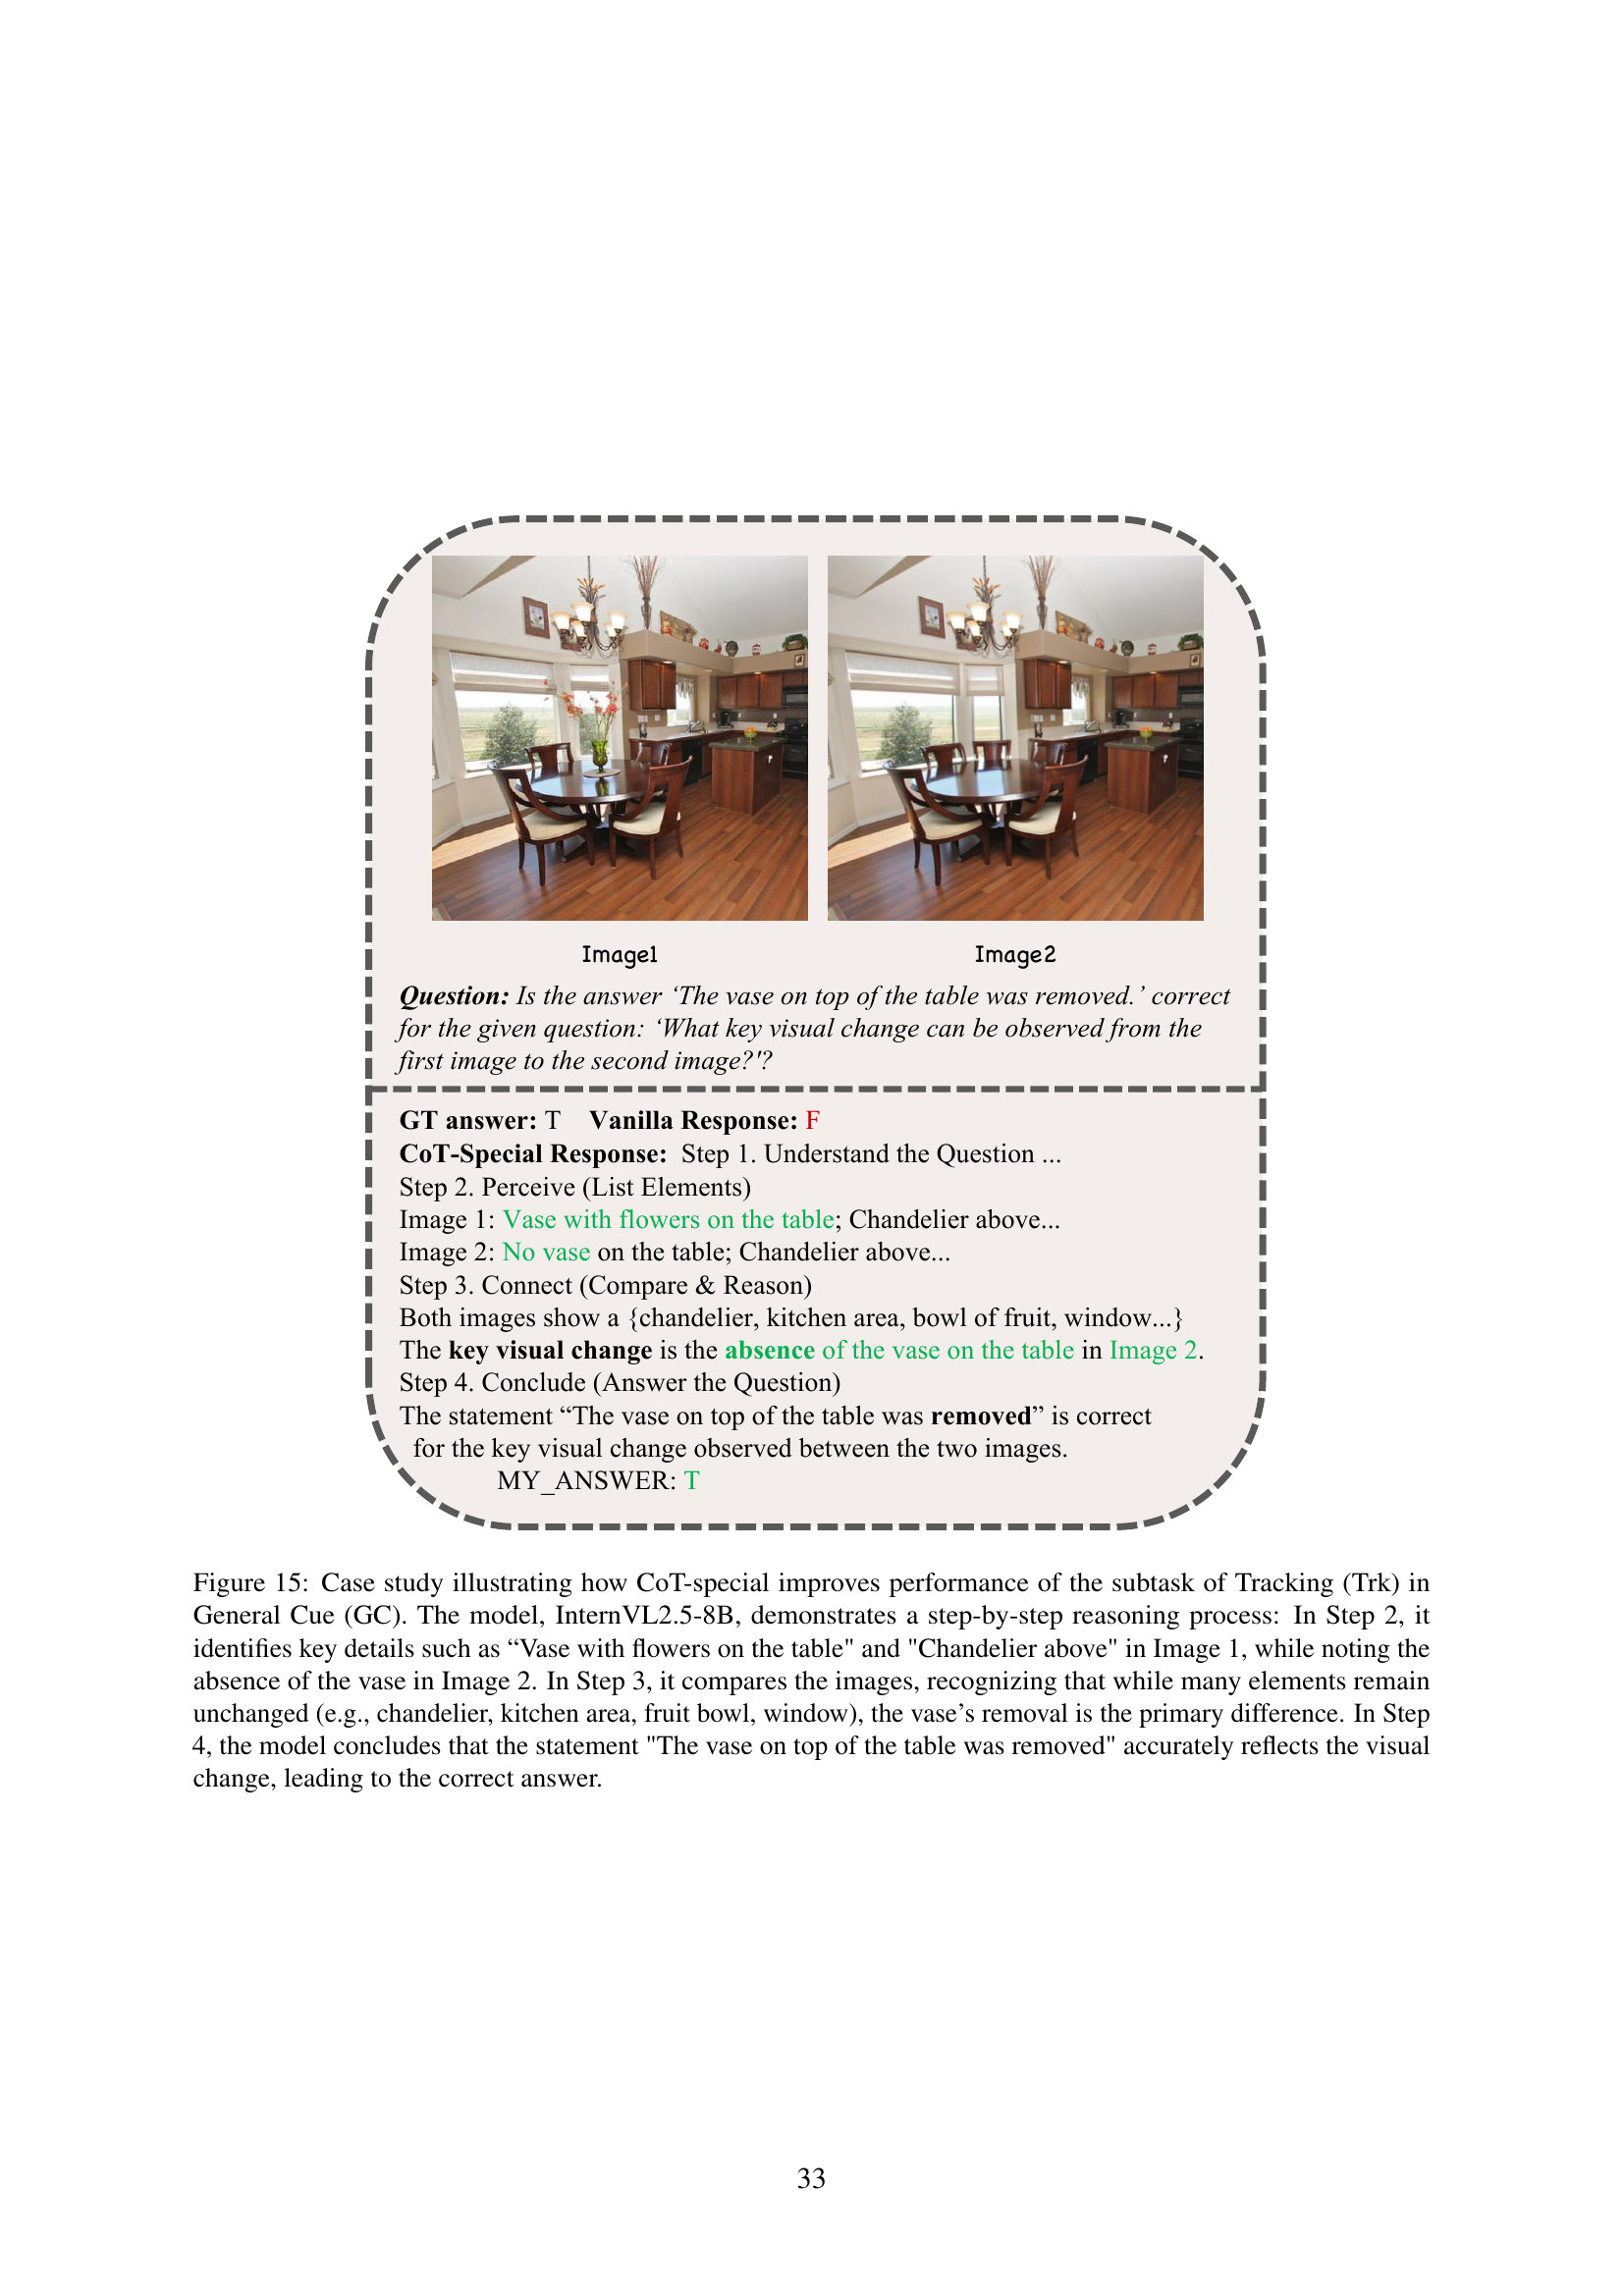 Image1
Image2
Question: Is the answer ‘The vase on top of the table was removed.’ correct
for the given question: ‘What key visual change can be observed from the
first image to the second image?'?
GT answer: T Vanilla Response: F
CoT-Special Response: Step 1. Understand the Question ...
Step 2. Perceive (List Elements)
Image 1: Vase with flowers on the table; Chandelier above...
Image 2: No vase on the table; Chandelier above...
Step 3. Connect (Compare & Reason)
Both images show a {chandelier, kitchen area, bowl of fruit, window...}
The key visual change is the absence of the vase on the table in Image 2.
Step 4. Conclude (Answer the Question)
The statement “The vase on top of the table was removed” is correct
for the key visual change observed between the two images.
MY_ANSWER: T
Figure 15: Case study illustrating how CoT-special improves performance of the subtask of Tracking (Trk) in
General Cue (GC). The model, InternVL2.5-8B, demonstrates a step-by-step reasoning process: In Step 2, it
identifies key details such as “Vase with flowers on the table" and "Chandelier above" in Image 1, while noting the
absence of the vase in Image 2. In Step 3, it compares the images, recognizing that while many elements remain
unchanged (e.g., chandelier, kitchen area, fruit bowl, window), the vase’s removal is the primary difference. In Step
4, the model concludes that the statement "The vase on top of the table was removed" accurately reflects the visual
change, leading to the correct answer.
33